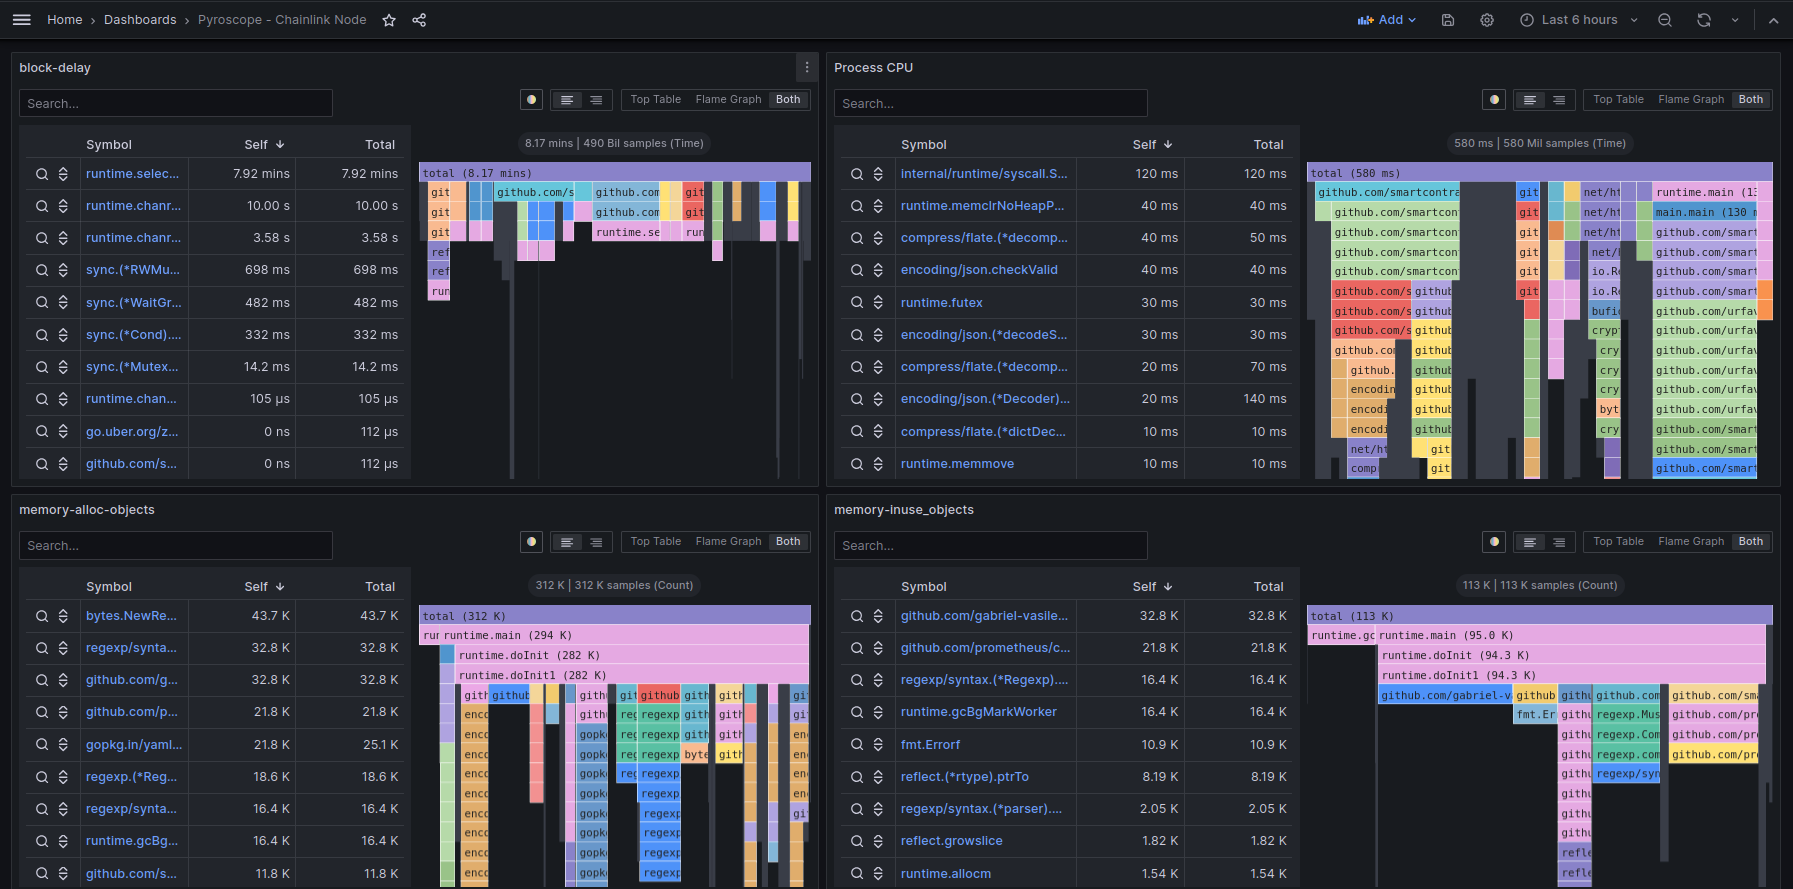 Home › Dashboards › Pyroscope - Chainlink Node
Add
Last 6 hours
block-delay
Search...
Top Table Flame Graph Both
Symbol Self Total
runtime.selec... 7.92 mins 7.92 mins
runtime.chanr... 10.00 s 10.00 s
runtime.chanr... 3.58 s 3.58 s
sync.(*RWMu... 698 ms 698 ms
sync.(*WaitGr... 482 ms 482 ms
sync.(*Cond).... 332 ms 332 ms
sync.(*Mutex... 14.2 ms 14.2 ms
runtime.chan... 105 µs 105 µs
go.uber.org/z... 0 ns 112 µs
github.com/s... 0 ns 112 µs
8.17 mins | 490 Bil samples (Time)
total (8.17 mins)
git github.com/s github.com git
git github.com git
git runtime.se run
ref
ref
run
Process CPU
Search...
Top Table Flame Graph Both
Symbol Self Total
internal/runtime/syscall.S... 120 ms 120 ms
runtime.memclrNoHeapP... 40 ms 40 ms
compress/flate.(*decomp... 40 ms 50 ms
encoding/json.checkValid 40 ms 40 ms
runtime.futex 30 ms 30 ms
encoding/json.(*decodeS... 30 ms 30 ms
compress/flate.(*decomp... 20 ms 70 ms
encoding/json.(*Decoder)... 20 ms 140 ms
compress/flate.(*dictDec... 10 ms 10 ms
runtime.memmove 10 ms 10 ms
580 ms | 580 Mil samples (Time)
total (580 ms)
github.com/smartcontra git net/ht runtime.main (13
github.com/smartcon git net/ht main.main (130 m
github.com/smartcon git net/ht github.com/smart
github.com/smartcon git net/ github.com/smart
github.com/smartcon git io.Re github.com/smart
github.com/s github git io.Re github.com/smart
github.com/s github bufi github.com/urfav
github.com/s github cryp github.com/urfav
github.com github cry github.com/urfav
github. github cry github.com/urfav
encodin github cry github.com/urfav
encodi github byt github.com/urfav
encodi github cry github.com/smart
net/ht git github.com/smart
comp git github.com/smart
memory-alloc-objects
Search...
Top Table Flame Graph Both
Symbol Self Total
bytes.NewRe... 43.7 K 43.7 K
regexp/synta... 32.8 K 32.8 K
github.com/g... 32.8 K 32.8 K
github.com/p... 21.8 K 21.8 K
gopkg.in/yaml... 21.8 K 25.1 K
regexp.(*Reg... 18.6 K 18.6 K
regexp/synta... 16.4 K 16.4 K
runtime.gcBg... 16.4 K 16.4 K
github.com/s... 11.8 K 11.8 K
312 K | 312 K samples (Count)
total (312 K)
run runtime.main (294 K)
runtime.doInit (282 K)
runtime.doInit1 (282 K)
gith github gith git github gith gith git
enco gith reg regexp gith gith git
enco gopk reg regexp gith gith enc
enco gopk reg regexp byte gith enc
enco gopk reg regexp enc
enco gopk regexp enc
enco gopk regexp git
enco gopk regexp
enco gopk regexp
enco gopk regexp
memory-inuse_objects
Search...
Top Table Flame Graph Both
Symbol Self Total
github.com/gabriel-vasile... 32.8 K 32.8 K
github.com/prometheus/c... 21.8 K 21.8 K
regexp/syntax.(*Regexp).... 16.4 K 16.4 K
runtime.gcBgMarkWorker 16.4 K 16.4 K
fmt.Errorf 10.9 K 10.9 K
reflect.(*rtype).ptrTo 8.19 K 8.19 K
regexp/syntax.(*parser).... 2.05 K 2.05 K
reflect.growslice 1.82 K 1.82 K
runtime.allocm 1.54 K 1.54 K
113 K | 113 K samples (Count)
total (113 K)
runtime.gc runtime.main (95.0 K)
runtime.doInit (94.3 K)
runtime.doInit1 (94.3 K)
github.com/gabriel-v github githu github.com github.com/sma
fmt.Er githu regexp.Mus github.com/pro
githu regexp.Com github.com/pro
githu regexp.com github.com/pro
githu regexp/syn
githu
githu
githu
refle
refle